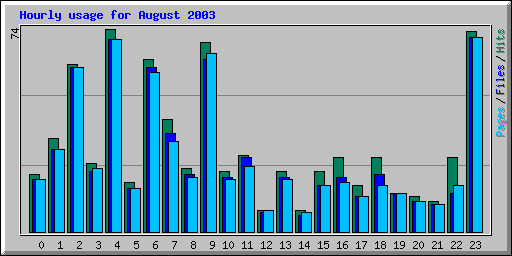 Hourly usage for August 2003
74
Pages / Files / Hits
0 1 2 3 4 5 6 7 8 9 10 11 12 13 14 15 16 17 18 19 20 21 22 23